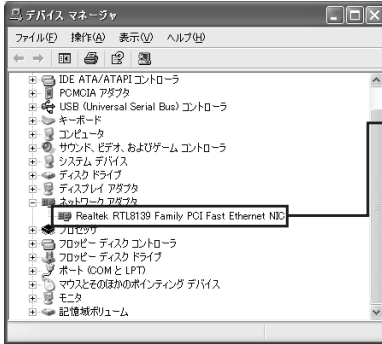 デバイス マネージャ
ファイル(F) 操作(A) 表示(V) ヘルプ(H)
IDE ATA/ATAPI コントローラ
PCMCIA アダプタ
USB (Universal Serial Bus) コントローラ
キーボード
コンピュータ
サウンド、ビデオ、およびゲーム コントローラ
システム デバイス
ディスク ドライブ
ディスプレイ アダプタ
ネットワーク アダプタ
Realtek RTL8139 Family PCI Fast Ethernet NIC
プロセッサ
フロッピー ディスク コントローラ
フロッピー ディスク ドライブ
ポート (COM と LPT)
マウスとそのほかのポインティング デバイス
モニタ
記憶域ボリューム